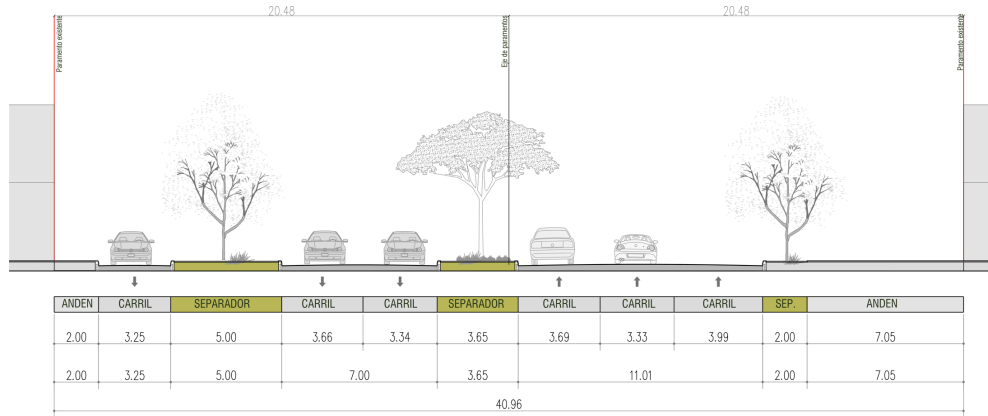 20.48 20.48
Paramento existente
Eje de paramentos
Paramento existente
ANDEN CARRIL SEPARADOR CARRIL CARRIL SEPARADOR CARRIL CARRIL CARRIL SEP. ANDEN
2.00 3.25 5.00 3.66 3.34 3.65 3.69 3.33 3.99 2.00 7.05
2.00 3.25 5.00 7.00 3.65 11.01 2.00 7.05
40.96